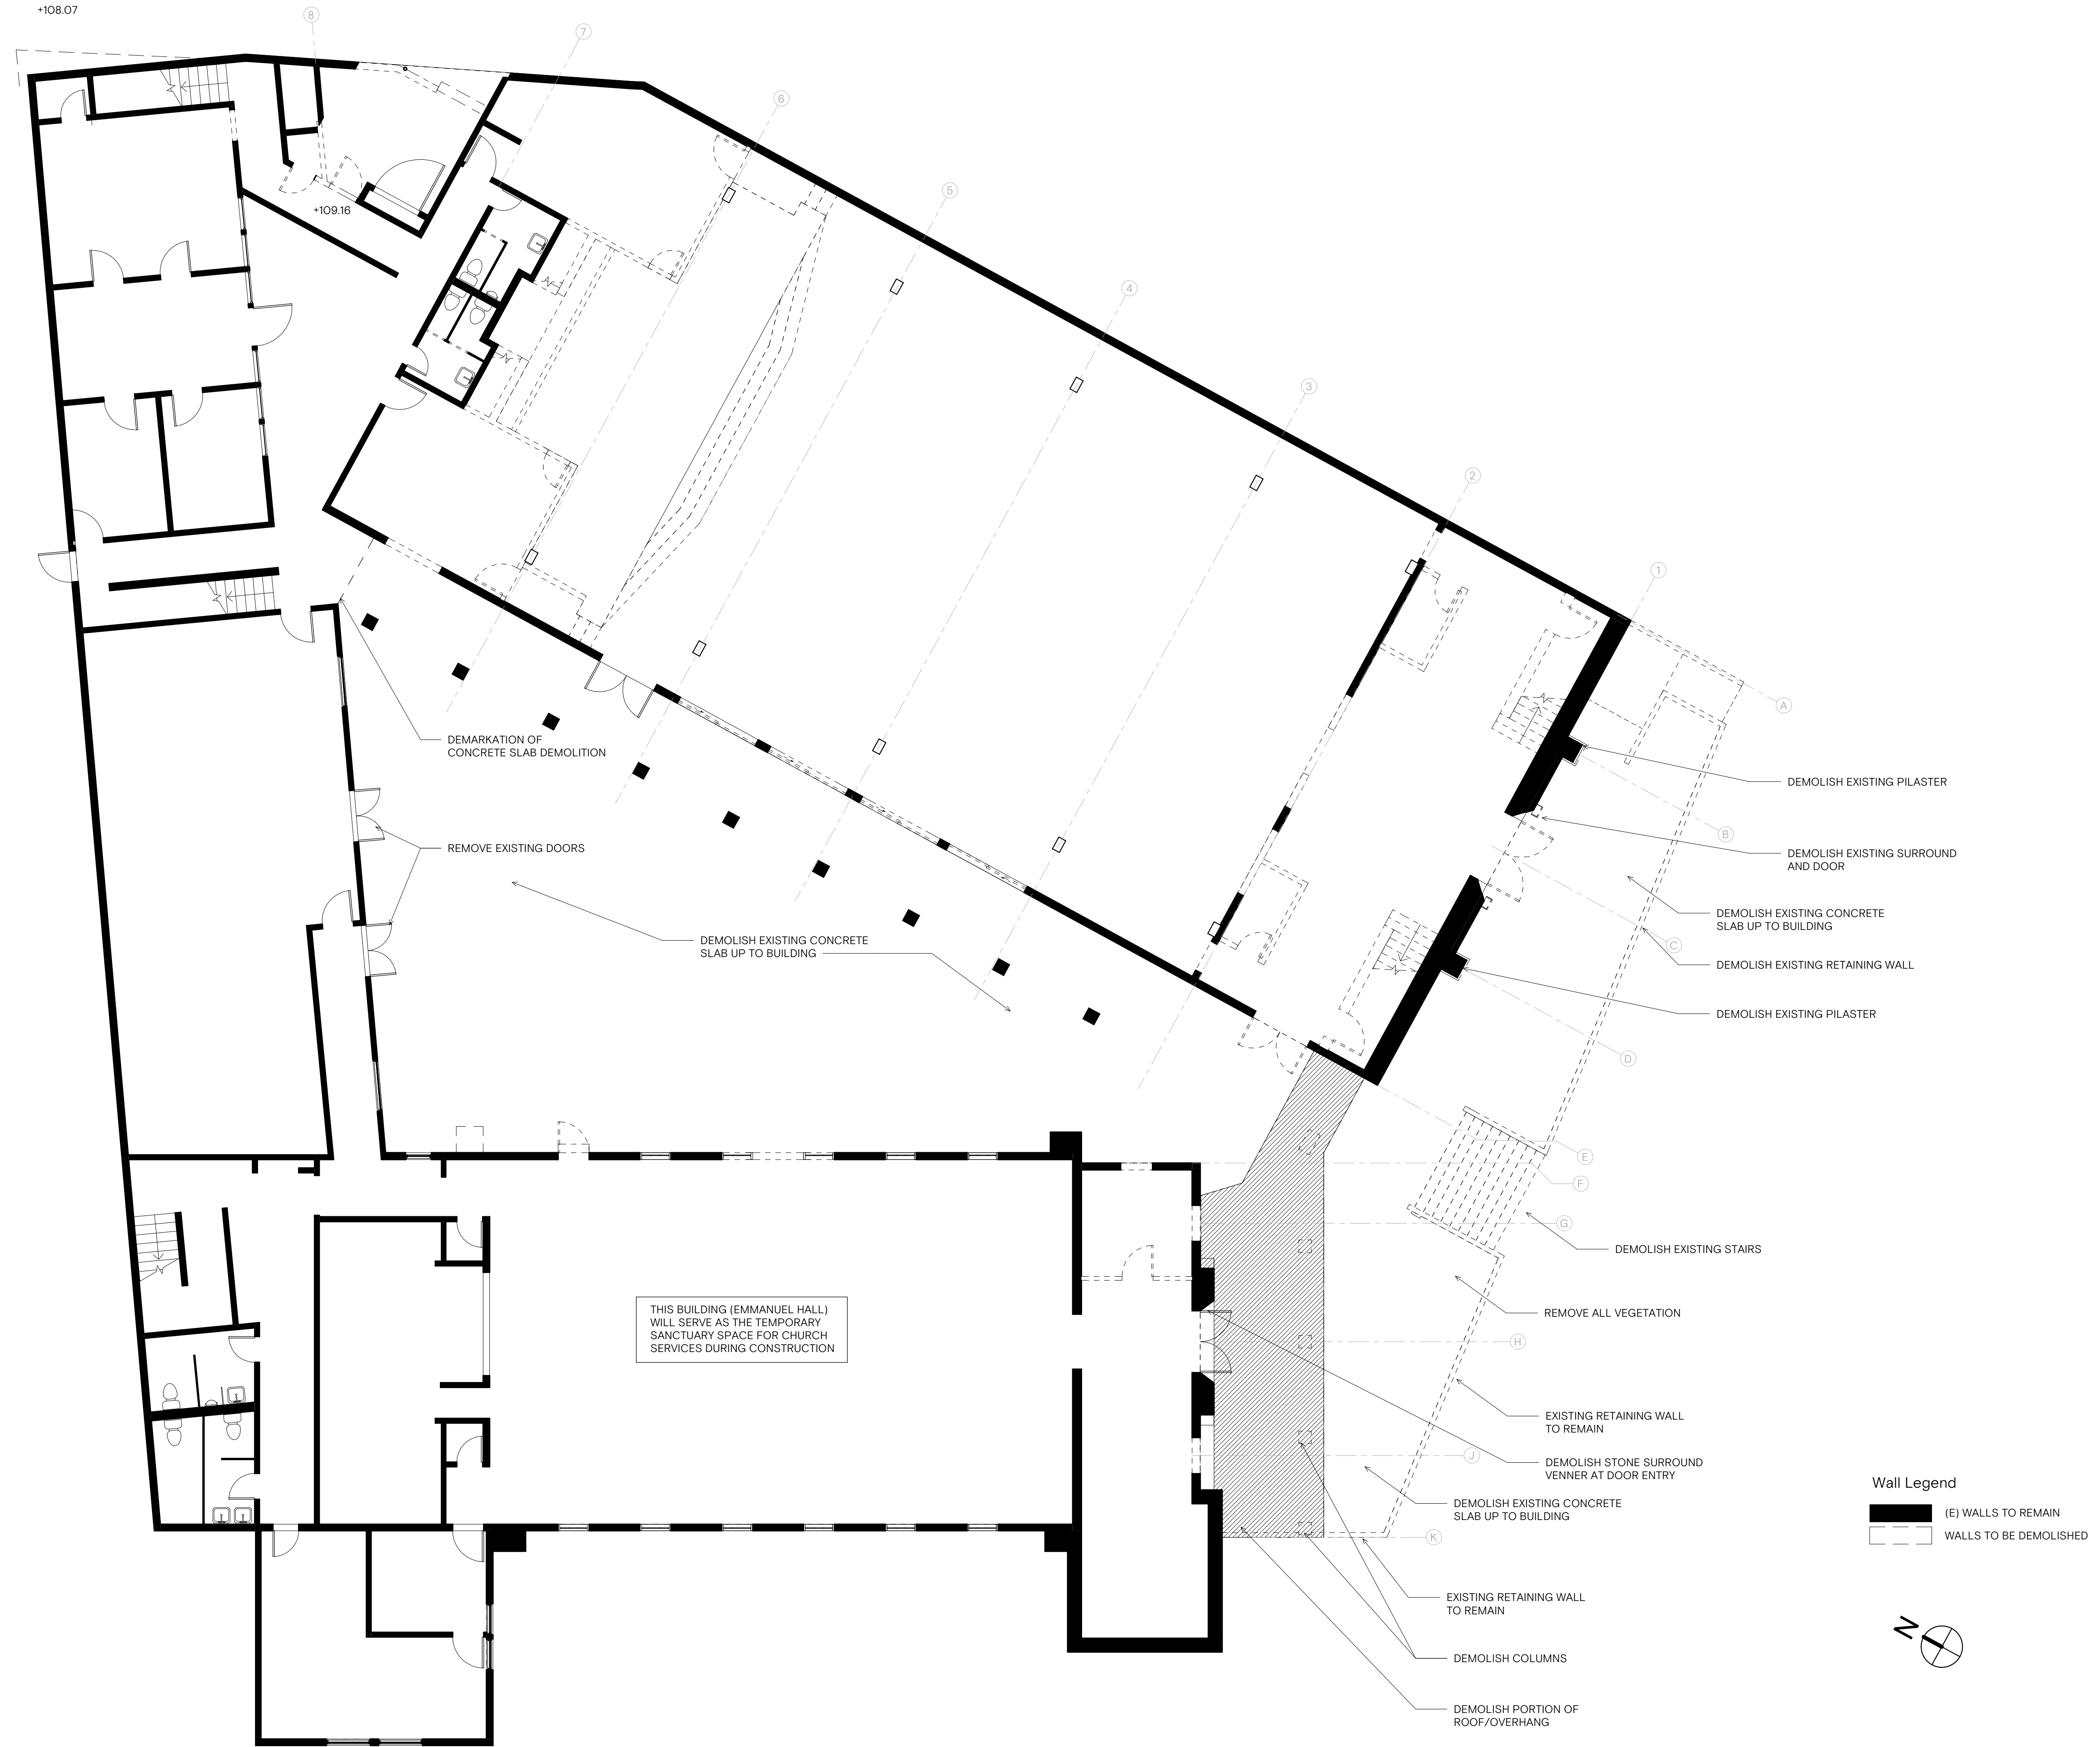 +108.07
8
7
6
5
4
3
2
1
+109.16
A
B
C
D
E
F
G
H
J
K
DEMARKATION OF
CONCRETE SLAB DEMOLITION
REMOVE EXISTING DOORS
DEMOLISH EXISTING CONCRETE
SLAB UP TO BUILDING
DEMOLISH EXISTING PILASTER
DEMOLISH EXISTING SURROUND
AND DOOR
DEMOLISH EXISTING CONCRETE
SLAB UP TO BUILDING
DEMOLISH EXISTING RETAINING WALL
DEMOLISH EXISTING PILASTER
DEMOLISH EXISTING STAIRS
REMOVE ALL VEGETATION
THIS BUILDING (EMMANUEL HALL)
WILL SERVE AS THE TEMPORARY
SANCTUARY SPACE FOR CHURCH
SERVICES DURING CONSTRUCTION
EXISTING RETAINING WALL
TO REMAIN
DEMOLISH STONE SURROUND
VENNER AT DOOR ENTRY
DEMOLISH EXISTING CONCRETE
SLAB UP TO BUILDING
EXISTING RETAINING WALL
TO REMAIN
DEMOLISH COLUMNS
DEMOLISH PORTION OF
ROOF/OVERHANG
Wall Legend
(E) WALLS TO REMAIN
WALLS TO BE DEMOLISHED
N